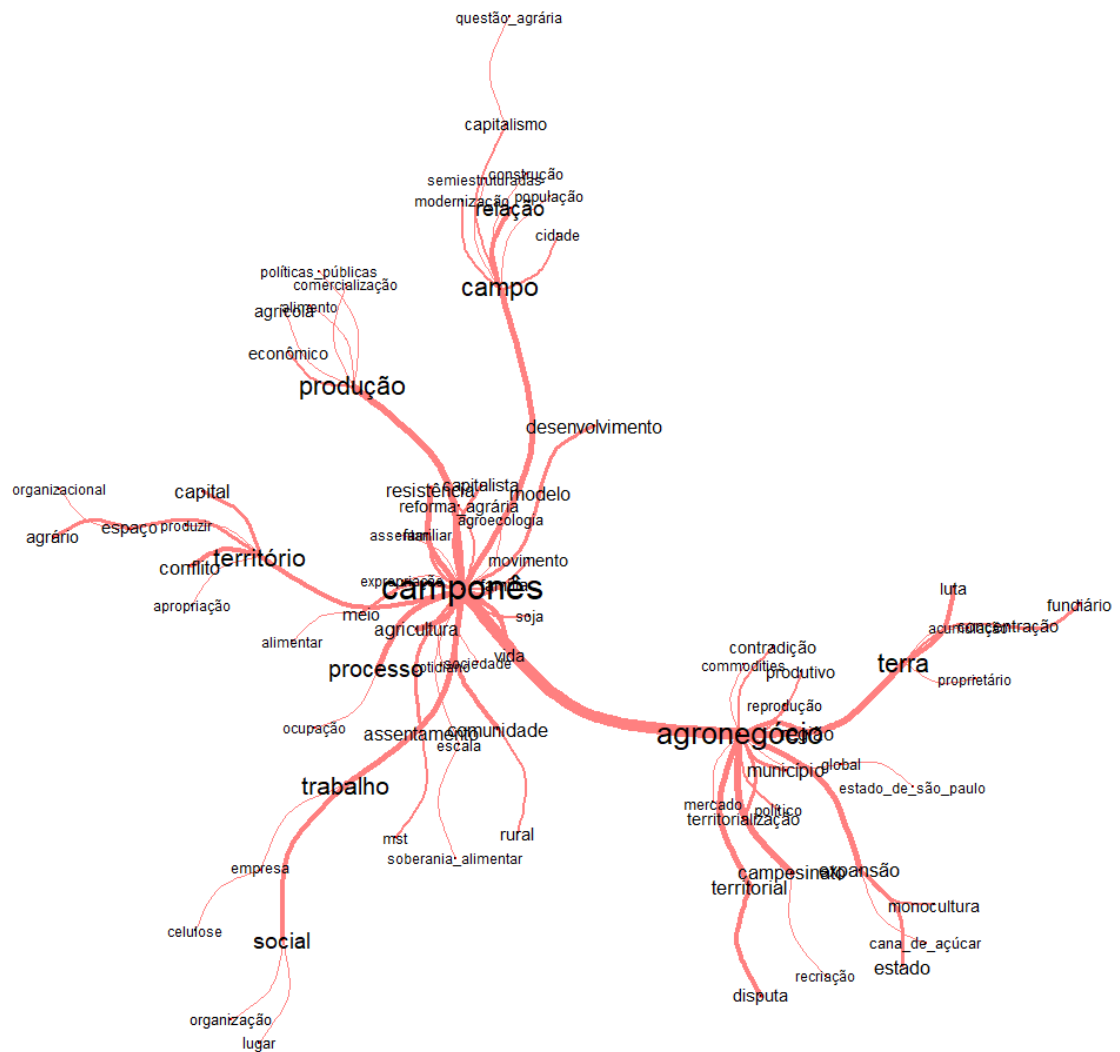 questão_agrária
capitalismo
construção
semiestruturadas
modernização
população
relação
cidade
campo
políticas_públicas
comercialização
alimento
agrícola
econômico
produção
desenvolvimento
organizacional
capital
resistência
capitalista
modelo
reforma_agrária
agroecologia
agrário
espaço
produzir
familiar
território
conflito
movimento
expropriação
camponês
família
apropriação
meio
soja
luta
fundiário
alimentar
agricultura
acumulação
concentração
vida
contradição
processo
cotidiano
sociedade
commodities
produtivo
terra
proprietário
reprodução
ocupação
assentamento
comunidade
escala
agronegócio
região
município
global
trabalho
estado_de_são_paulo
mercado
político
territorialização
mst
rural
soberania_alimentar
empresa
campesinato
expansão
territorial
monocultura
celulose
social
cana_de_açúcar
estado
recriação
disputa
organização
lugar